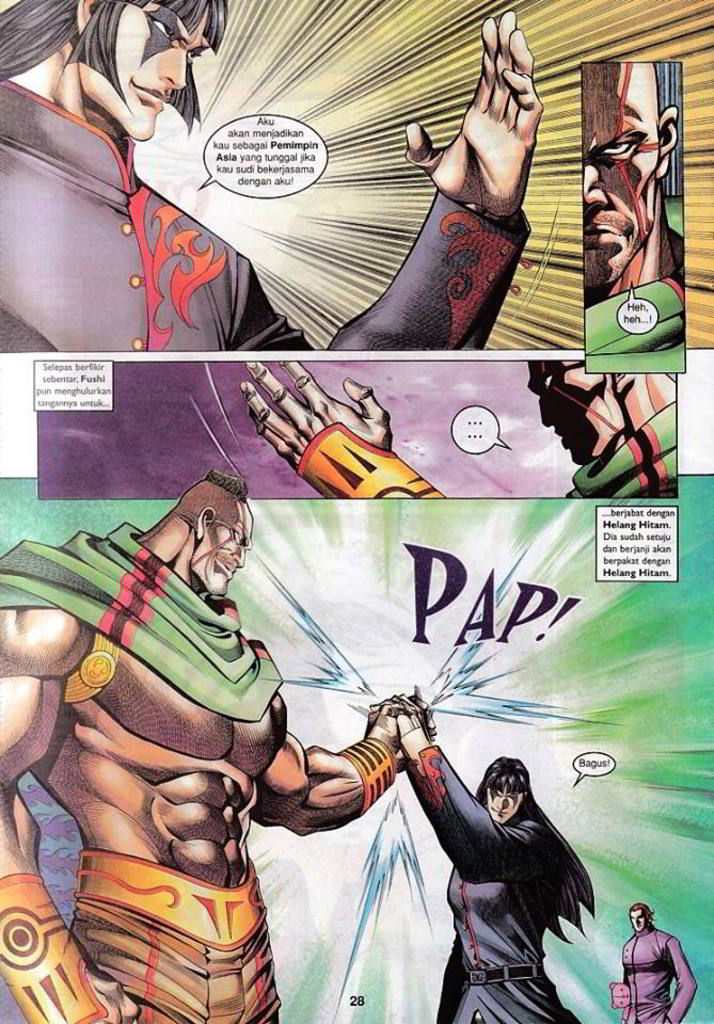 Aku
akan menjadikan
kau sebagai Pemimpin
Asia yang tunggal jika
kau sudi bekerjasama
dengan aku!
Heh,
heh...!
Selepas berfikir
sebentar, Fushi
pun menghulurkan
tangannya untuk...
...
...
....berjabat dengan
Helang Hitam.
Dia sudah setuju
dan berjanji akan
berpakat dengan
Helang Hitam.
PAP!
Bagus!
28